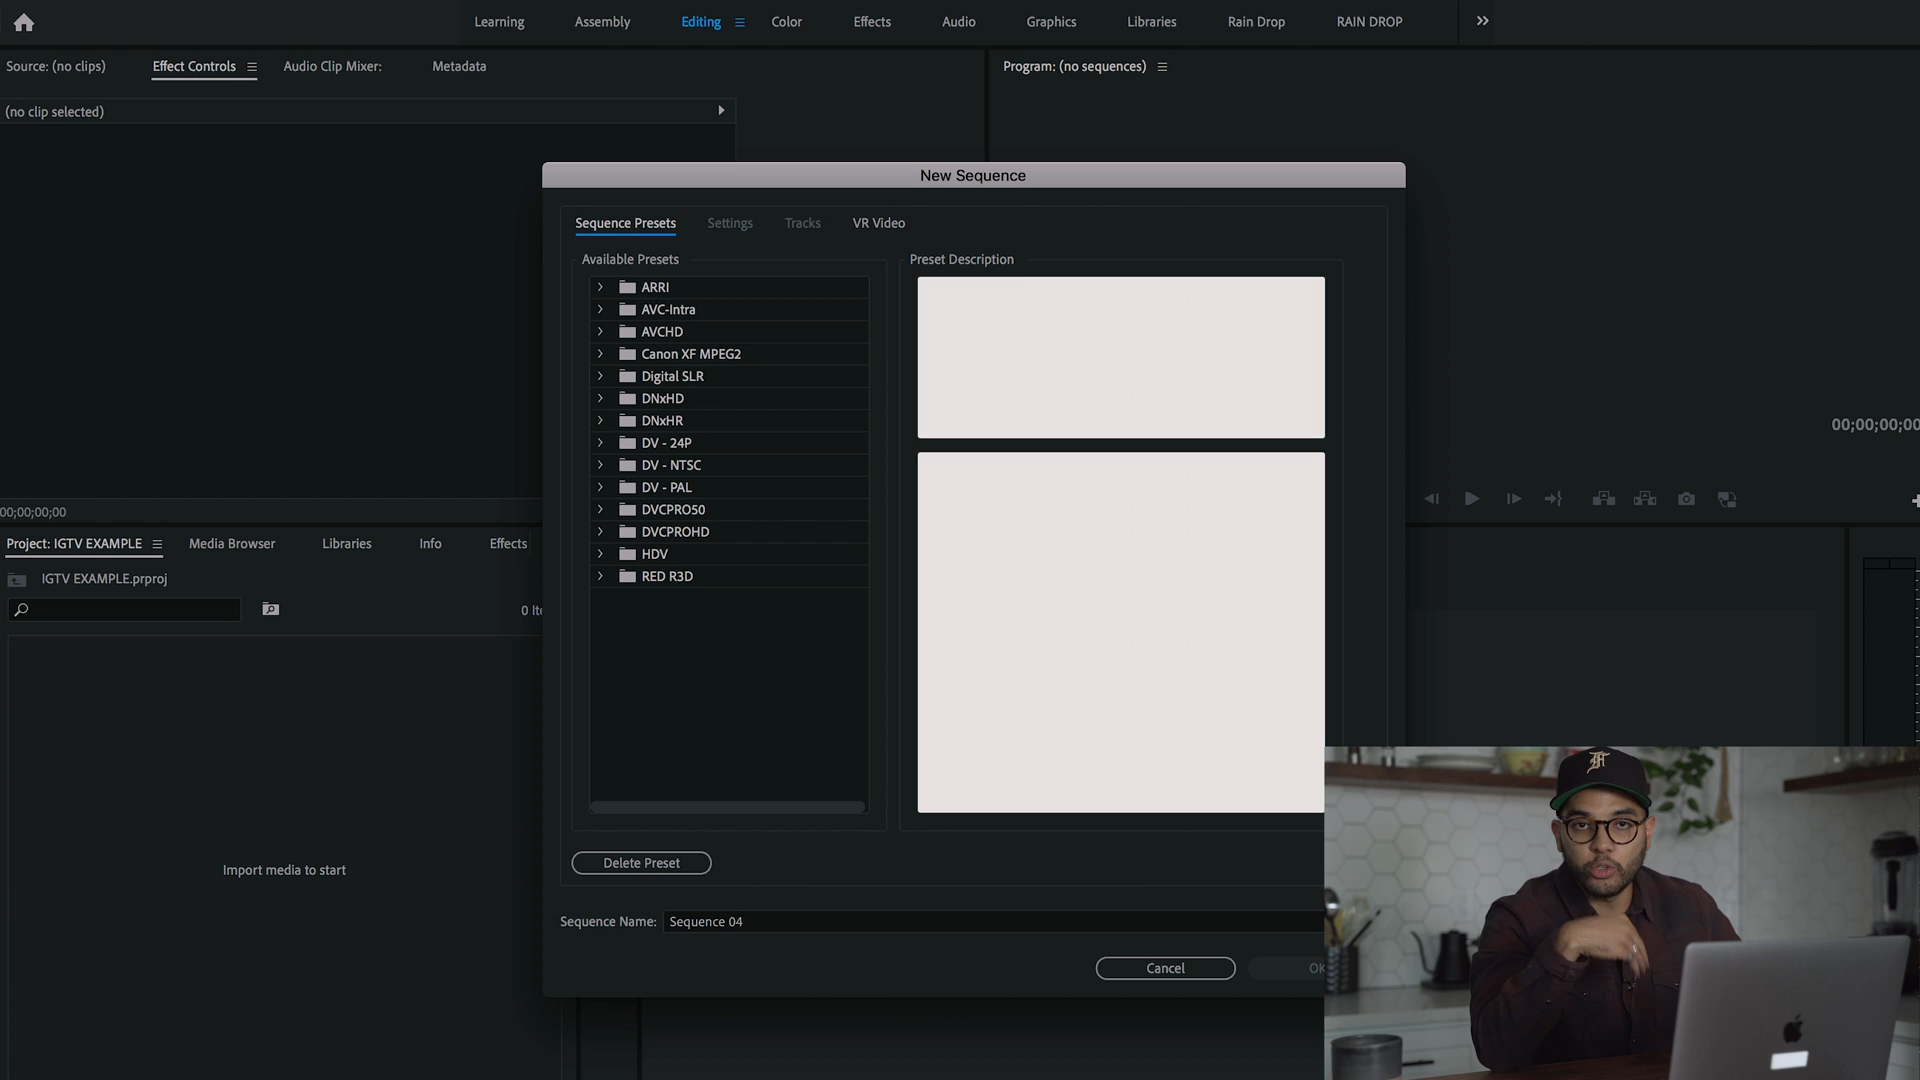 Learning
Assembly
Editing
Color
Effects
Audio
Graphics
Libraries
Rain Drop
RAIN DROP
Source: (no clips)
Effect Controls
Audio Clip Mixer:
Metadata
Program: (no sequences)
(no clip selected)
New Sequence
Sequence Presets
Settings
Tracks
VR Video
Available Presets
Preset Description
ARRI
AVC-Intra
AVCHD
Canon XF MPEG2
Digital SLR
DNxHD
DNxHR
DV - 24P
DV - NTSC
DV - PAL
DVCPRO50
DVCPROHD
HDV
RED R3D
00;00;00;00
00;00;00;00
Project: IGTV EXAMPLE
Media Browser
Libraries
Info
Effects
IGTV EXAMPLE.prproj
0 Ite
Import media to start
Delete Preset
Sequence Name:
Sequence 04
Cancel
OK